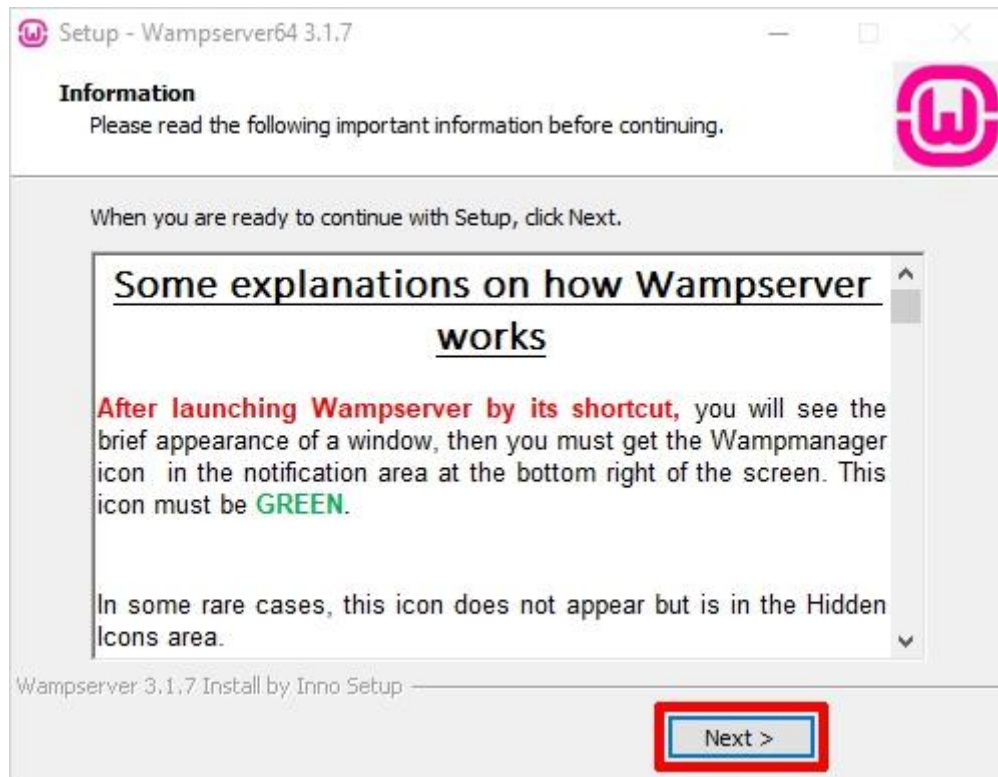 Setup - Wampserver64 3.1.7
Information
Please read the following important information before continuing.
When you are ready to continue with Setup, click Next.
Some explanations on how Wampserver
works
After launching Wampserver by its shortcut, you will see the
brief appearance of a window, then you must get the Wampmanager
icon in the notification area at the bottom right of the screen. This
icon must be GREEN.
In some rare cases, this icon does not appear but is in the Hidden
Icons area.
Wampserver 3.1.7 Install by Inno Setup
Next >